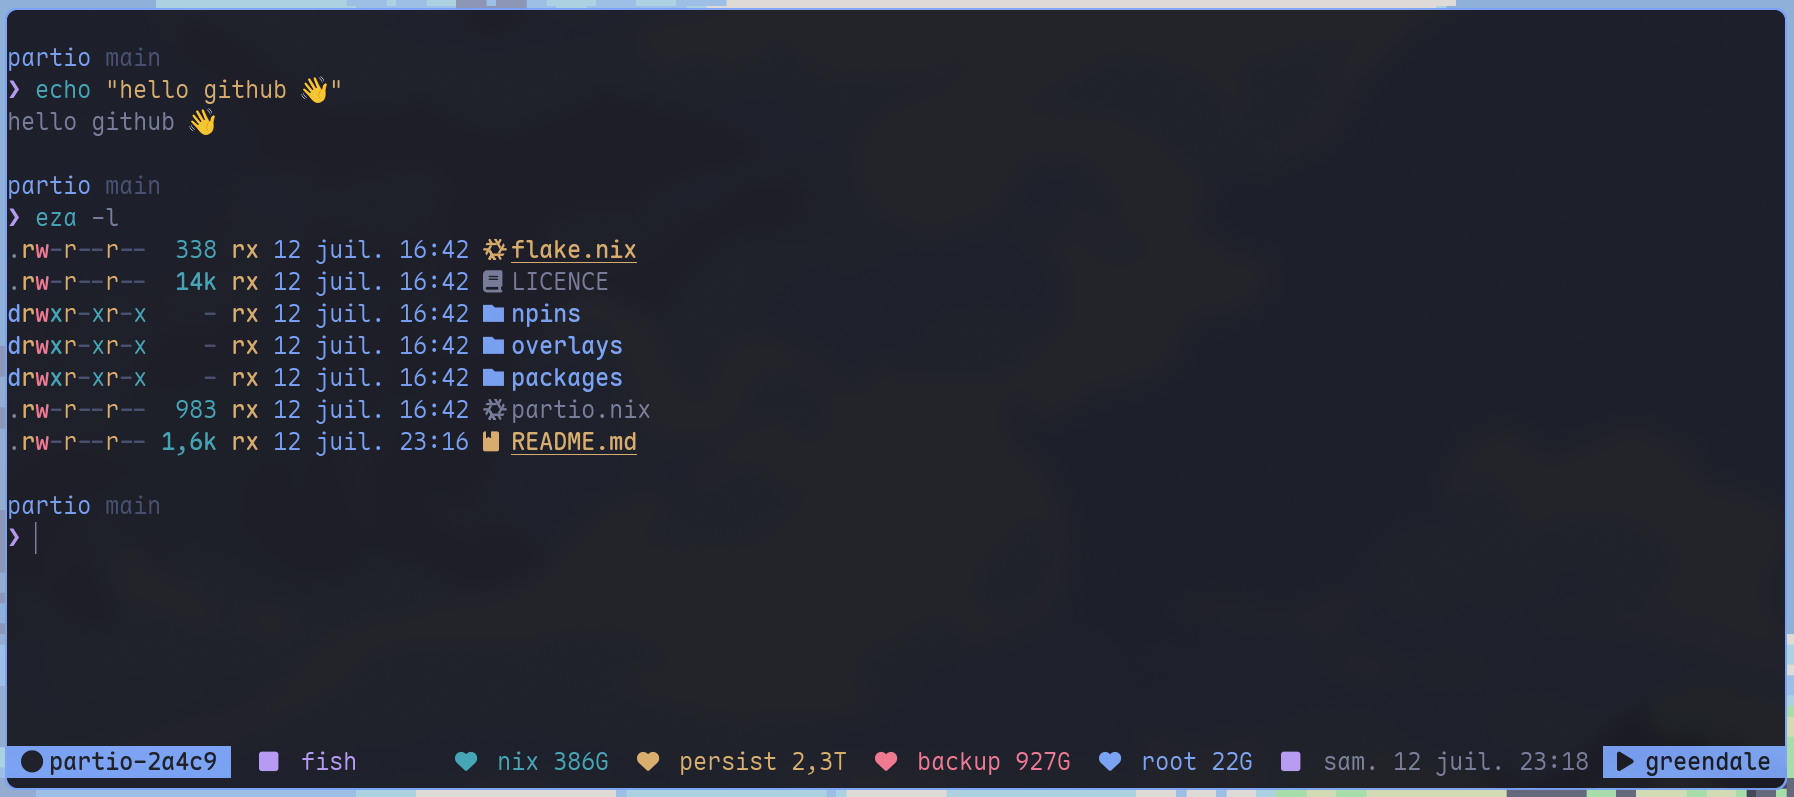 partio main
❯ echo "hello github 👋"
hello github 👋
partio main
❯ eza -l
.rw-r--r-- 338 rx 12 juil. 16:42 flake.nix
.rw-r--r-- 14k rx 12 juil. 16:42 LICENCE
drwxr-xr-x - rx 12 juil. 16:42 npins
drwxr-xr-x - rx 12 juil. 16:42 overlays
drwxr-xr-x - rx 12 juil. 16:42 packages
.rw-r--r-- 983 rx 12 juil. 16:42 partio.nix
.rw-r--r-- 1,6k rx 12 juil. 23:16 README.md
partio main
❯
partio-2a4c9 fish nix 386G persist 2,3T backup 927G root 22G sam. 12 juil. 23:18 greendale